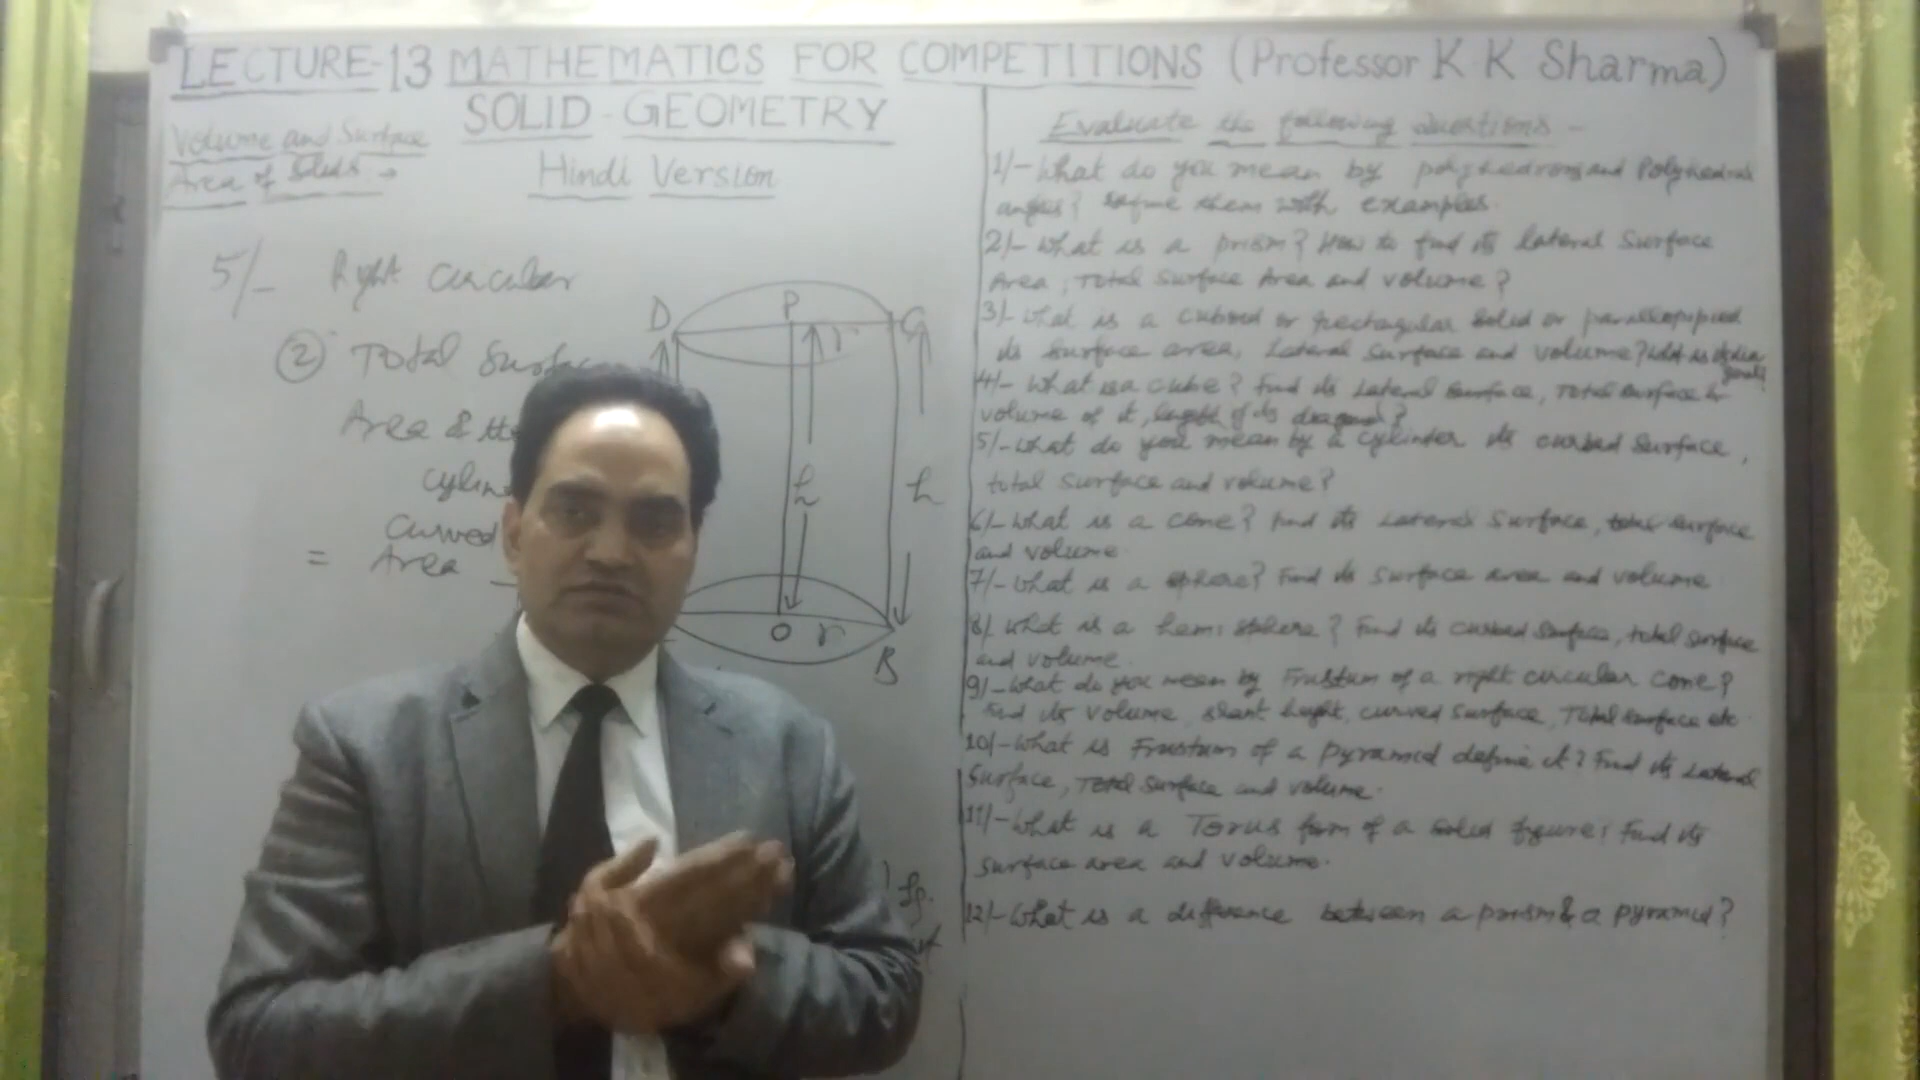 LECTURE-13 MATHEMATICS FOR COMPETITIONS (Professor K K Sharma)
SOLID-GEOMETRY
Hindi Version
Volume and Surface
Area of Solids →
5/- Right circular
② Total Surfac
Area & the
cylin
Curved
= Area -
D P C
r
h h
O r
B
Evaluate the following Questions -
1/- What do you mean by polyhedrons and Polyhedral
angles? Define them with examples.
2/- What is a prism? How to find its lateral surface
Area, Total surface Area and volume?
3/- What is a cuboid or rectangular solid or parallopiped
its surface area, Lateral surface and volume? What is its diagonal?
4/- What is a cube? Find its Lateral surface, Total surface &
volume of it, length of its diagonal?
5/- What do you mean by a cylinder its curved surface,
total surface and volume?
6/- What is a cone? Find its Lateral surface, total surface
and volume.
7/- What is a sphere? Find its surface area and volume
8/- What is a hemisphere? Find its curved surface, total surface
and volume.
9/- What do you mean by Frustum of a right circular cone?
Find its volume, slant height, curved surface, Total surface etc.
10/- What is Frustum of a pyramid define it? Find its Lateral
surface, Total surface and volume.
11/- What is a Torus form of a solid figure? Find its
surface area and volume.
12/- What is a difference between a prism & a pyramid?